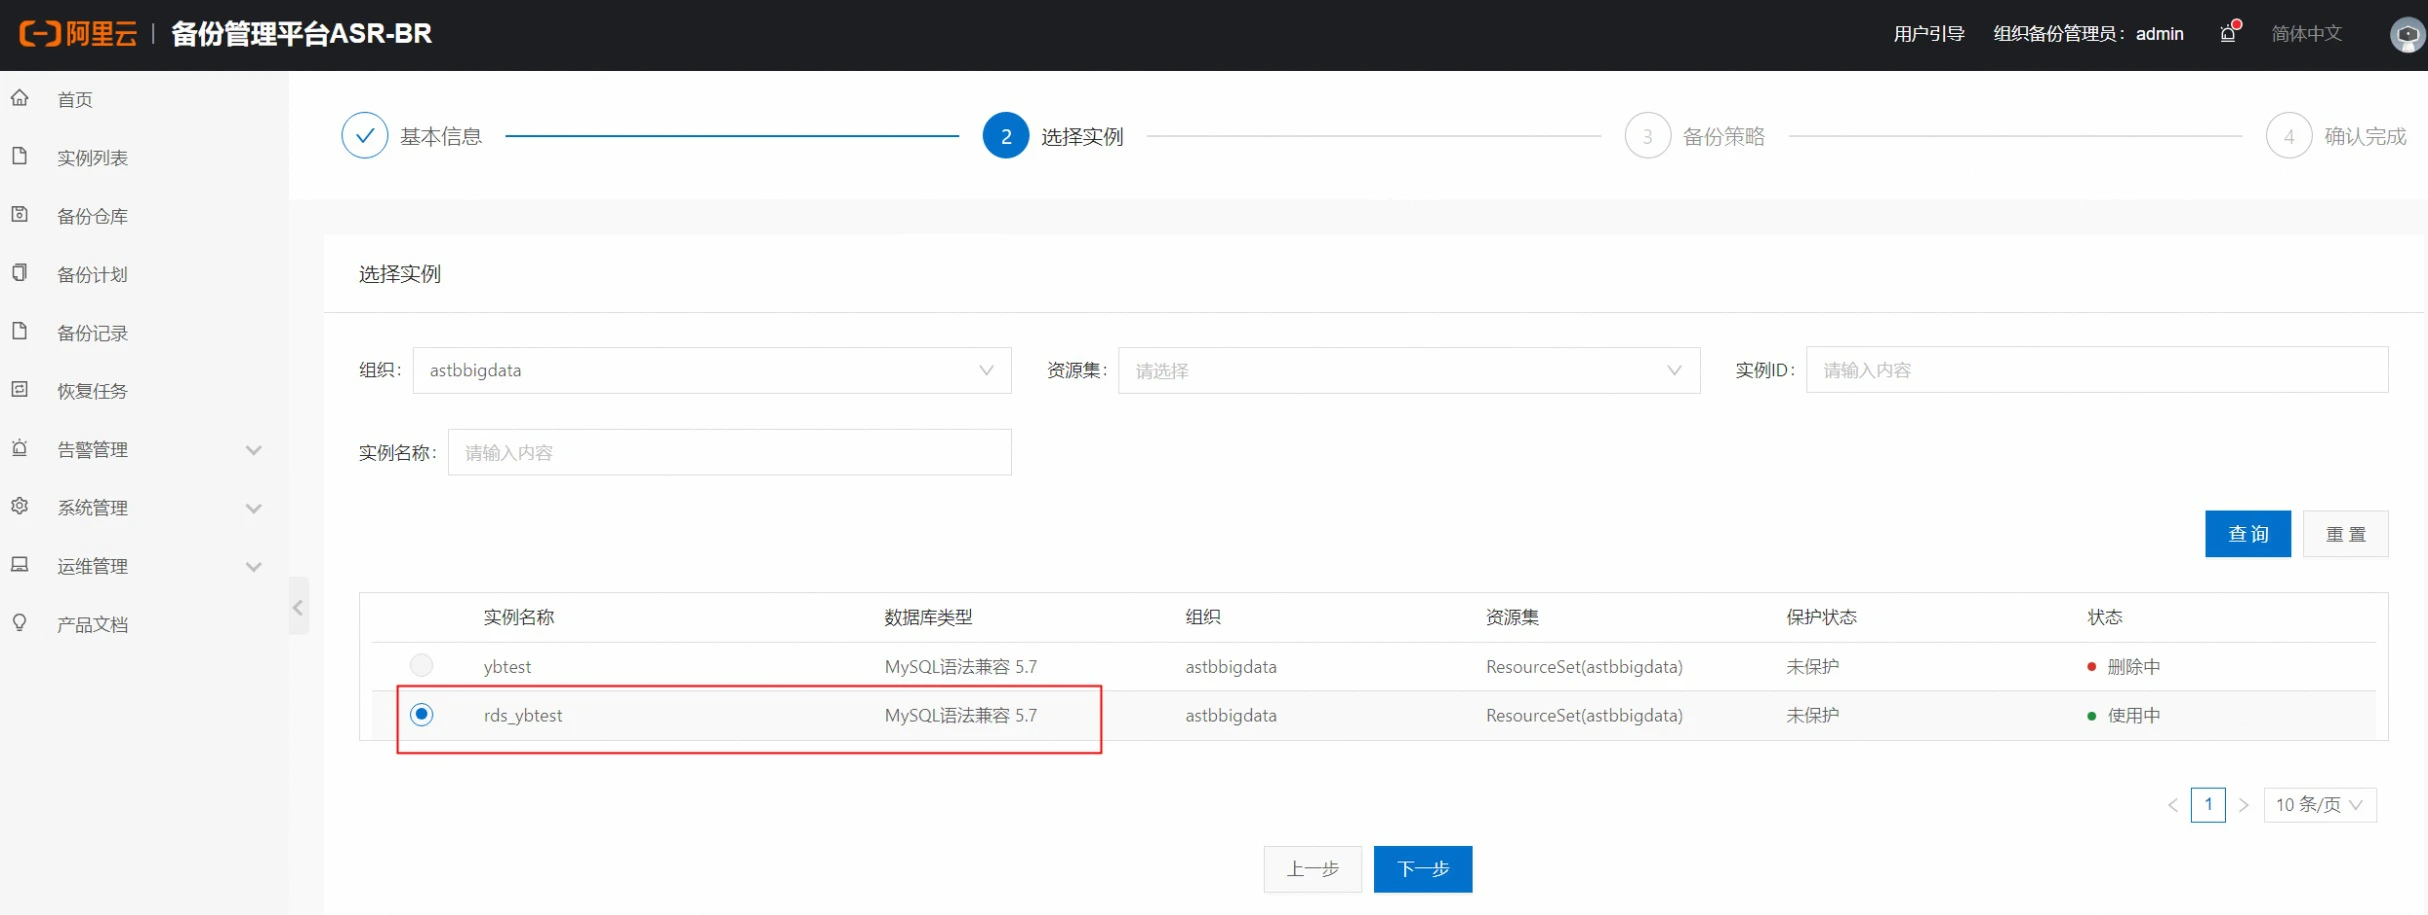 阿里云 | 备份管理平台ASR-BR 用户引导 组织备份管理员：admin 简体中文
首页
实例列表
备份仓库
备份计划
备份记录
恢复任务
告警管理
系统管理
运维管理
产品文档
基本信息 2 选择实例 3 备份策略 4 确认完成
选择实例
组织： astbbigdata 资源集： 请选择 实例ID： 请输入内容
实例名称： 请输入内容
查 询 重 置
实例名称 数据库类型 组织 资源集 保护状态 状态
ybtest MySQL语法兼容 5.7 astbbigdata ResourceSet(astbbigdata) 未保护 删除中
rds_ybtest MySQL语法兼容 5.7 astbbigdata ResourceSet(astbbigdata) 未保护 使用中
< 1 > 10 条/页
上一步 下一步